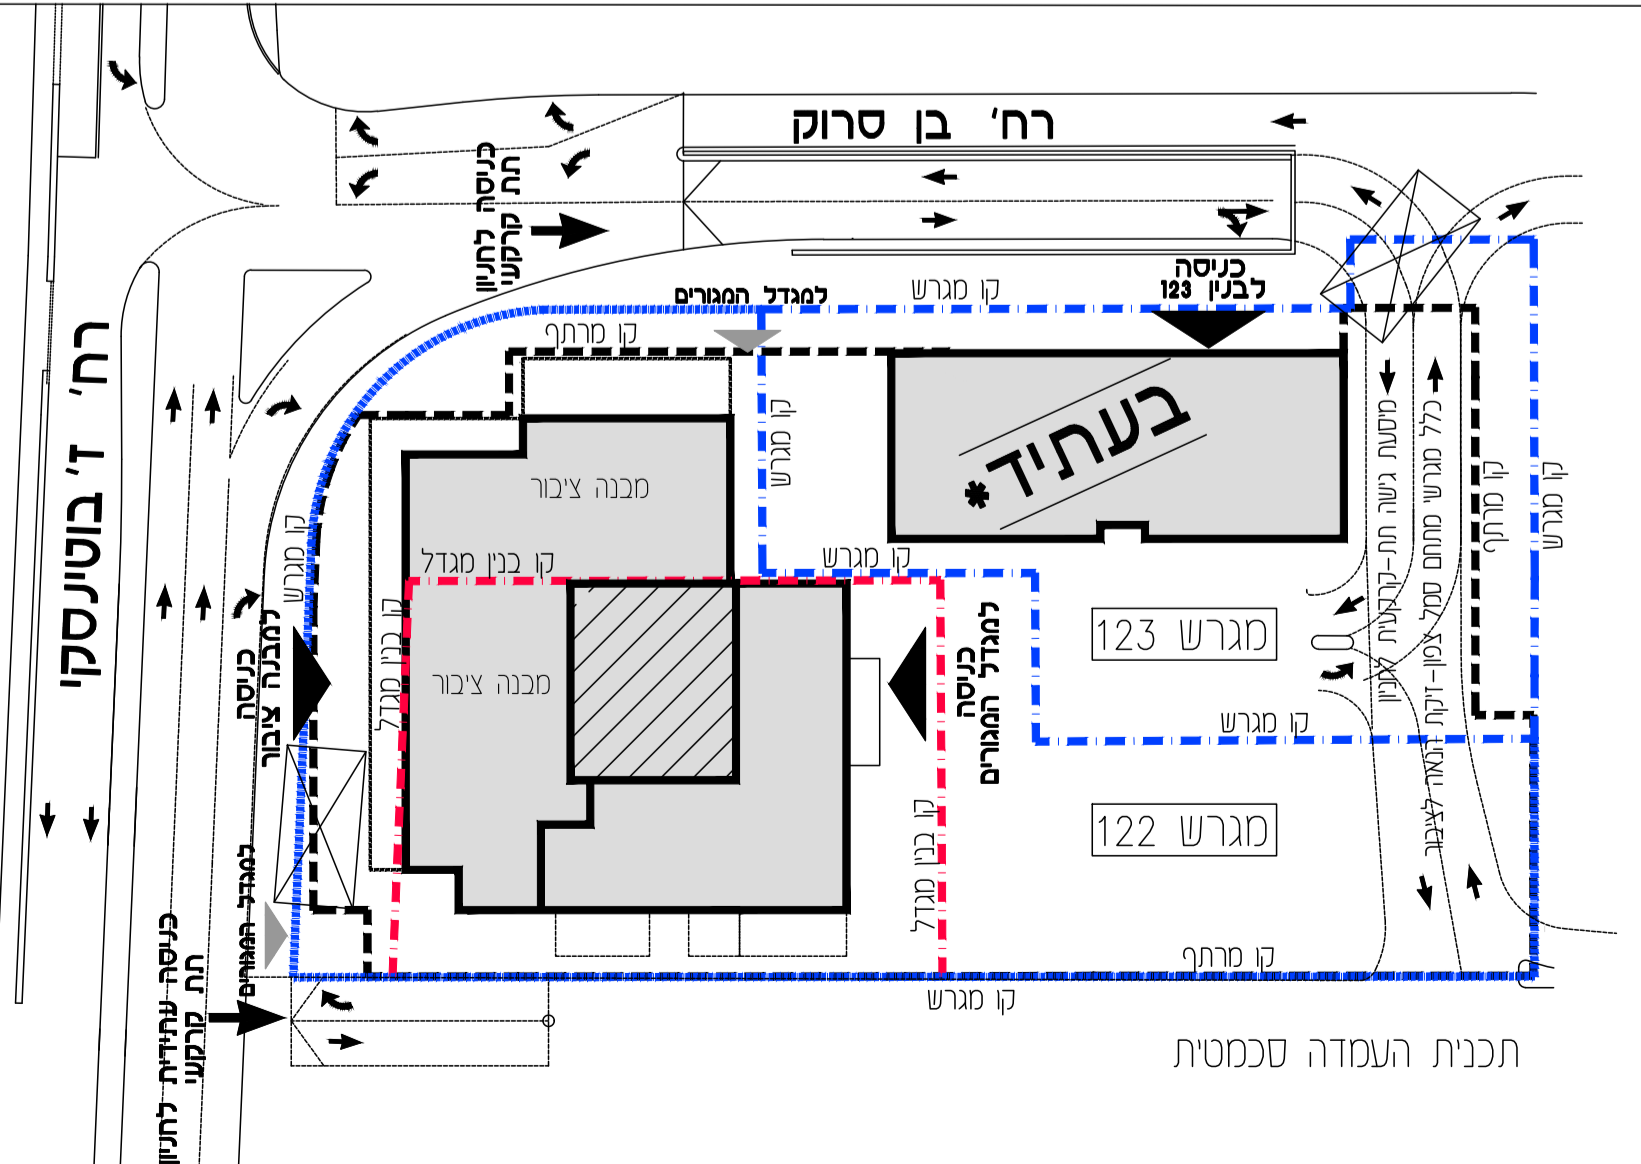 רח' בן סרוק
כניסה לחניון
תת קרקעי
כניסה
לבנין 123
קו מגרש
למגדל המגורים
קו מרתף
רח' ז'בוטינסקי
קו מגרש
בעתיד*
מיסעת גישה תת-קרקעית לחניון
כלל מגרשי מתחם סמל צפון-זיקת הנאה לציבור
קו מרתף
קו מגרש
מבנה ציבור
קו בנין מגדל
קו מגרש
קו מגרש
קו בנין מגדל
מבנה ציבור
כניסה
למבנה ציבור
כניסה
למגדל המגורים
מגרש 123
קו מגרש
מגרש 122
קו בנין מגדל
למגדל המגורים
קו מרתף
קו מגרש
כניסה עתידית לחניון
תת קרקעי
תכנית העמדה סכמטית